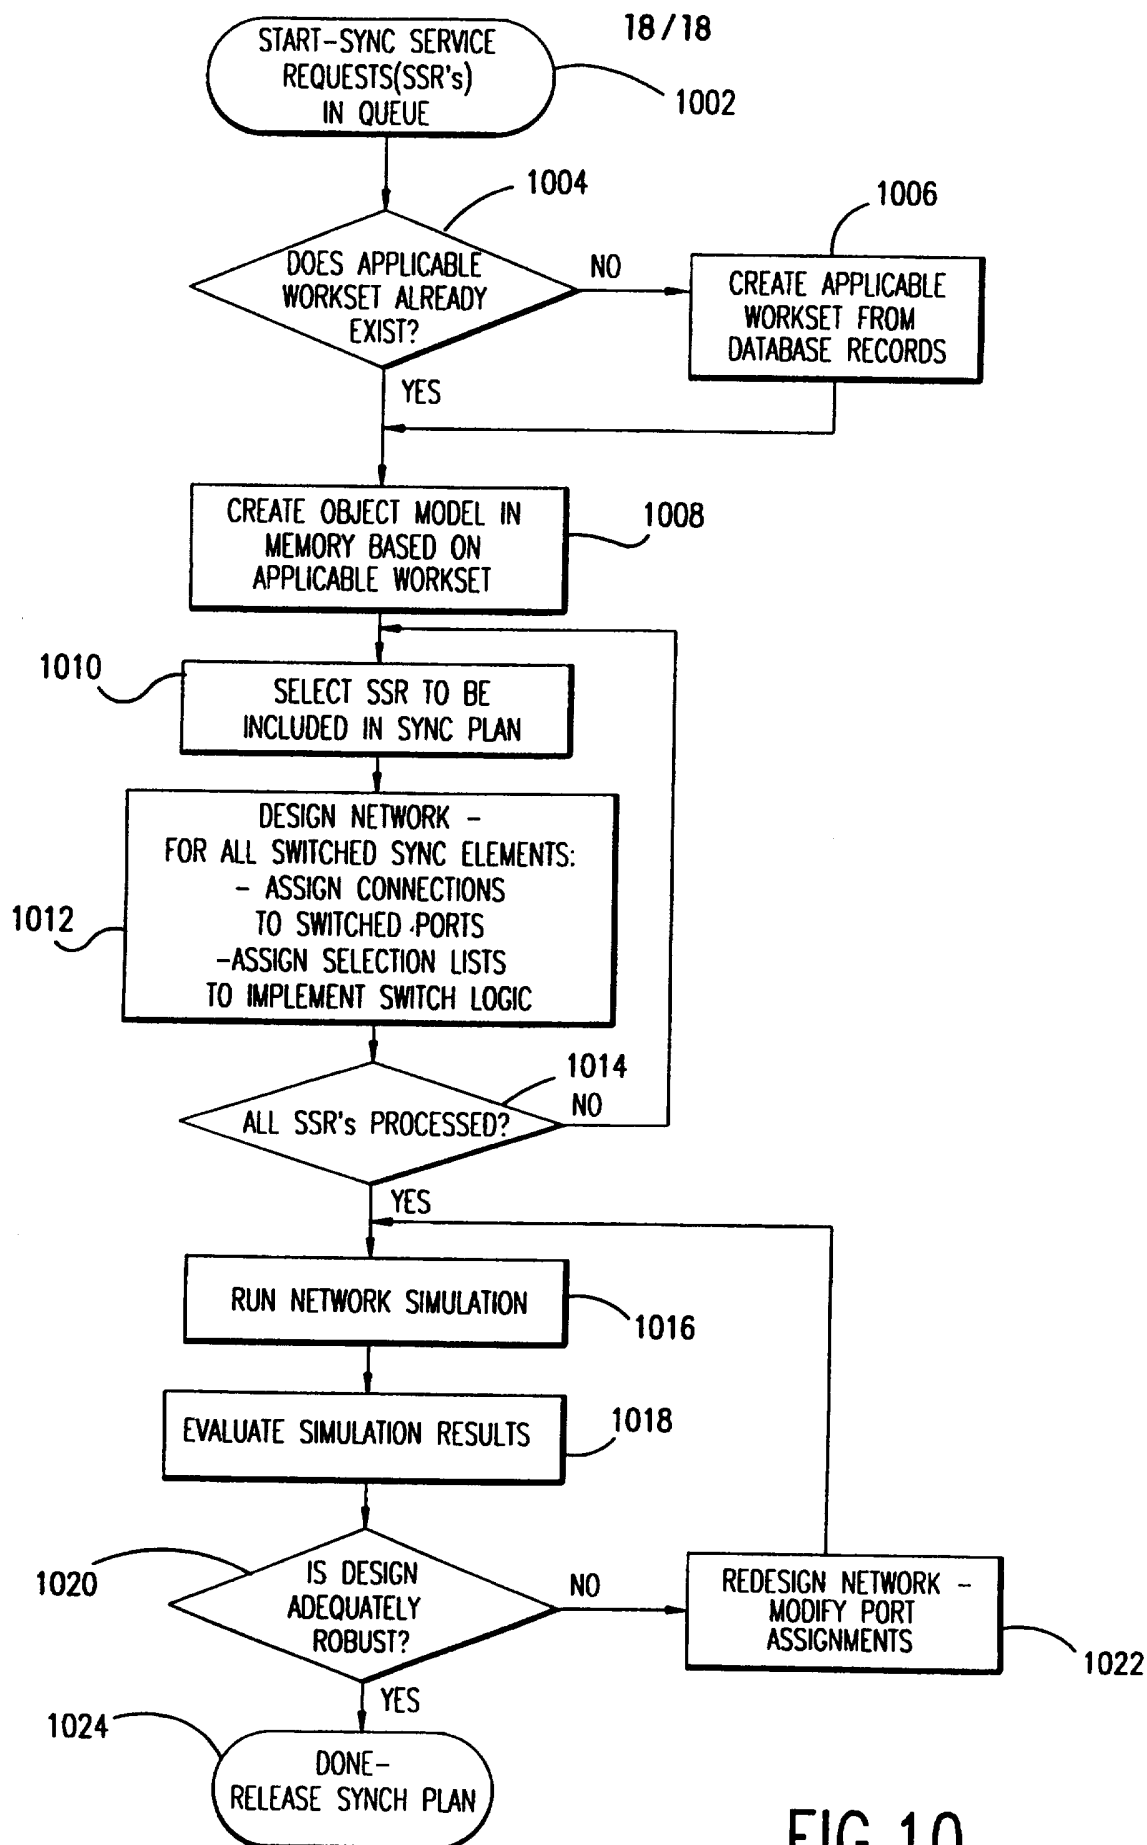 18/18
START-SYNC SERVICE
REQUESTS(SSR's)
IN QUEUE
1002
1004
DOES APPLICABLE
WORKSET ALREADY
EXIST?
NO
YES
1006
CREATE APPLICABLE
WORKSET FROM
DATABASE RECORDS
CREATE OBJECT MODEL IN
MEMORY BASED ON
APPLICABLE WORKSET
1008
1010
SELECT SSR TO BE
INCLUDED IN SYNC PLAN
1012
DESIGN NETWORK -
FOR ALL SWITCHED SYNC ELEMENTS:
- ASSIGN CONNECTIONS
TO SWITCHED PORTS
-ASSIGN SELECTION LISTS
TO IMPLEMENT SWITCH LOGIC
1014
ALL SSR's PROCESSED?
NO
YES
RUN NETWORK SIMULATION
1016
EVALUATE SIMULATION RESULTS
1018
1020
IS DESIGN
ADEQUATELY
ROBUST?
NO
YES
REDESIGN NETWORK -
MODIFY PORT
ASSIGNMENTS
1022
1024
DONE-
RELEASE SYNCH PLAN
FIG.10